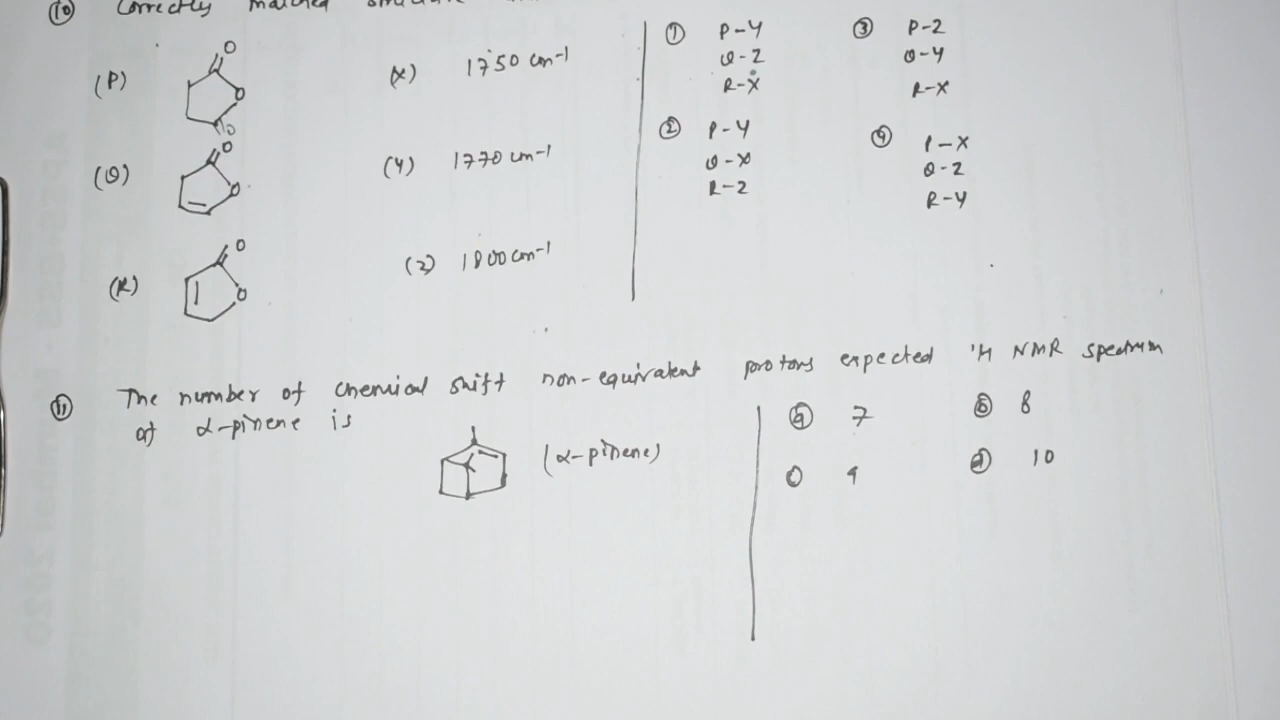 (10) Correctly matched
(P) O O O (X) 1750 cm-1
(Q) O O (Y) 1770 cm-1
(R) O O (Z) 1800 cm-1
(1) P-Y
Q-Z
R-X
(2) P-Y
Q-X
R-Z
(3) P-Z
Q-Y
R-X
(4) P-X
Q-Z
R-Y
(11) The number of chemical shift non-equivalent protons expected 'H NMR spectrum
of α-pinene is
(α-pinene)
(a) 7 (b) 8
(c) 9 (d) 10